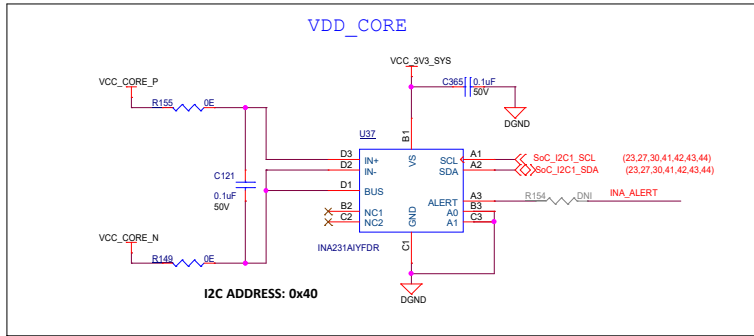 VDD_CORE
VCC_3V3_SYS
VCC_CORE_P
C365 0.1uF
50V
R155 0E
DGND
U37
B1
D3 IN+ VS SCL A1 SoC_I2C1_SCL (23,27,30,41,42,43,44)
D2 IN- SDA A2 SoC_I2C1_SDA (23,27,30,41,42,43,44)
C121
0.1uF
50V
D1 BUS
ALERT A3 R154 DNI INA_ALERT
B2 NC1 GND A0 B3
C2 NC2 A1 C3
VCC_CORE_N
C1
INA231AIYFDR
R149 0E
I2C ADDRESS: 0x40
DGND